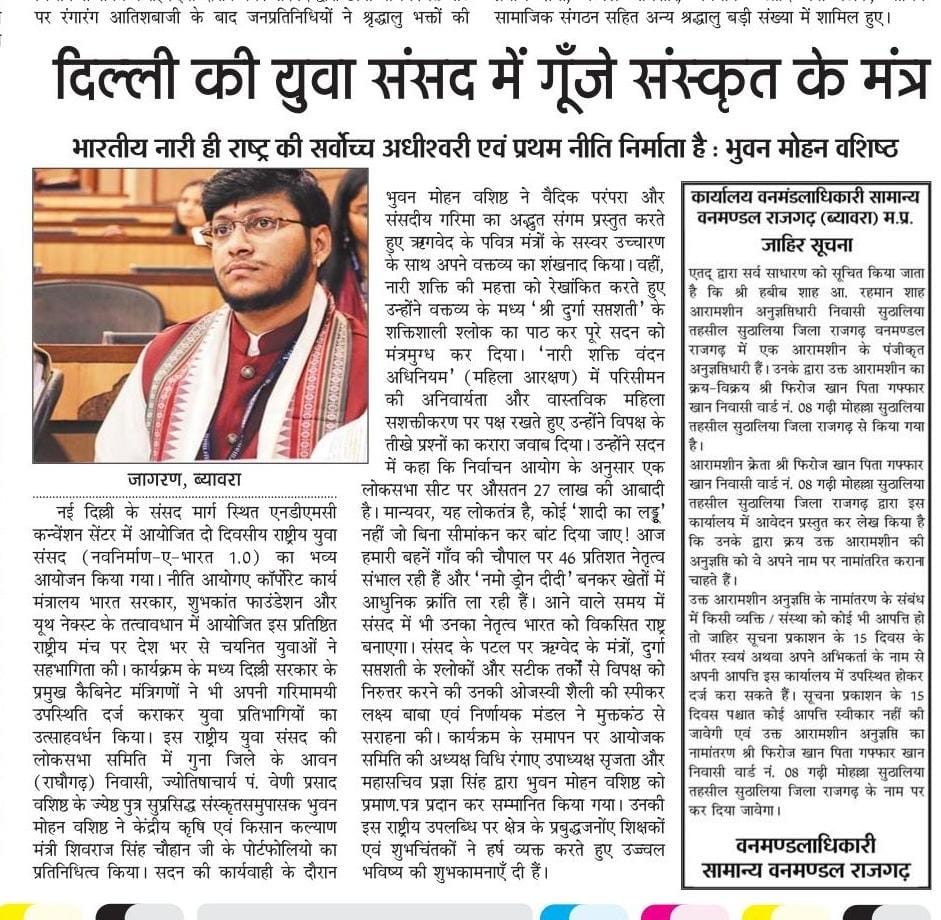 पर रंगारंग आतिशबाजी के बाद जनप्रतिनिधियों ने श्रृद्धालु भक्तों की
सामाजिक संगठन सहित अन्य श्रद्धालु बड़ी संख्या में शामिल हुए।
दिल्ली की युवा संसद में गूँजे संस्कृत के मंत्र
भारतीय नारी ही राष्ट्र की सर्वोच्च अधीश्वरी एवं प्रथम नीति निर्माता है : भुवन मोहन वशिष्ठ
जागरण, ब्यावरा
नई दिल्ली के संसद मार्ग स्थित एनडीएमसी
कन्वेंशन सेंटर में आयोजित दो दिवसीय राष्ट्रीय युवा
संसद (नवनिर्माण-ए-भारत 1.0) का भव्य
आयोजन किया गया। नीति आयोगए कॉर्पोरेट कार्य
मंत्रालय भारत सरकार, शुभकांत फाउंडेशन और
यूथ नेक्स्ट के तत्वावधान में आयोजित इस प्रतिष्ठित
राष्ट्रीय मंच पर देश भर से चयनित युवाओं ने
सहभागिता की। कार्यक्रम के मध्य दिल्ली सरकार के
प्रमुख कैबिनेट मंत्रिगणों ने भी अपनी गरिमामयी
उपस्थिति दर्ज कराकर युवा प्रतिभागियों का
उत्साहवर्धन किया। इस राष्ट्रीय युवा संसद की
लोकसभा समिति में गुना जिले के आवन
(राघौगढ़) निवासी, ज्योतिषाचार्य पं. वेणी प्रसाद
वशिष्ठ के ज्येष्ठ पुत्र सुप्रसिद्ध संस्कृतसमुपासक भुवन
मोहन वशिष्ठ ने केंद्रीय कृषि एवं किसान कल्याण
मंत्री शिवराज सिंह चौहान जी के पोर्टफोलियो का
प्रतिनिधित्व किया। सदन की कार्यवाही के दौरान
भुवन मोहन वशिष्ठ ने वैदिक परंपरा और
संसदीय गरिमा का अद्भुत संगम प्रस्तुत करते
हुए ऋगवेद के पवित्र मंत्रों के सस्वर उच्चारण
के साथ अपने वक्तव्य का शंखनाद किया। वहीं,
नारी शक्ति की महत्ता को रेखांकित करते हुए
उन्होंने वक्तव्य के मध्य ‘श्री दुर्गा सप्तशती’ के
शक्तिशाली श्लोक का पाठ कर पूरे सदन को
मंत्रमुग्ध कर दिया। ‘नारी शक्ति वंदन
अधिनियम’ (महिला आरक्षण) में परिसीमन
की अनिवार्यता और वास्तविक महिला
सशक्तीकरण पर पक्ष रखते हुए उन्होंने विपक्ष के
तीखे प्रश्नों का करारा जवाब दिया। उन्होंने सदन
में कहा कि निर्वाचन आयोग के अनुसार एक
लोकसभा सीट पर औसतन 27 लाख की आबादी
है। मान्यवर, यह लोकतंत्र है, कोई ‘शादी का लड्डू’
नहीं जो बिना सीमांकन कर बांट दिया जाए! आज
हमारी बहनें गाँव की चौपाल पर 46 प्रतिशत नेतृत्व
संभाल रही हैं और ‘नमो ड्रोन दीदी’ बनकर खेतों में
आधुनिक क्रांति ला रही हैं। आने वाले समय में
संसद में भी उनका नेतृत्व भारत को विकसित राष्ट्र
बनाएगा। संसद के पटल पर ऋग्वेद के मंत्रों, दुर्गा
सप्तशती के श्लोकों और सटीक तर्कों से विपक्ष को
निरुत्तर करने की उनकी ओजस्वी शैली की स्पीकर
लक्ष्य बाबा एवं निर्णायक मंडल ने मुक्तकंठ से
सराहना की। कार्यक्रम के समापन पर आयोजक
समिति की अध्यक्ष विधि रंगाए उपाध्यक्ष सृजता और
महासचिव प्रज्ञा सिंह द्वारा भुवन मोहन वशिष्ठ को
प्रमाण.पत्र प्रदान कर सम्मानित किया गया। उनकी
इस राष्ट्रीय उपलब्धि पर क्षेत्र के प्रबुद्धजनोंए शिक्षकों
एवं शुभचिंतकों ने हर्ष व्यक्त करते हुए उज्ज्वल
भविष्य की शुभकामनाएँ दी हैं।
कार्यालय वनमंडलाधिकारी सामान्य
वनमण्डल राजगढ़ (ब्यावरा) म.प्र.
जाहिर सूचना
एतद् द्वारा सर्व साधारण को सूचित किया जाता
है कि श्री हबीब शाह आ. रहमान शाह
आरामशीन अनुज्ञप्तिधारी निवासी सुठालिया
तहसील सुठालिया जिला राजगढ़ वनमण्डल
राजगढ़ में एक आरामशीन के पंजीकृत
अनुज्ञप्तिधारी हैं। उनके द्वारा उक्त आरामशीन का
क्रय-विक्रय श्री फिरोज खान पिता गफ्फार
खान निवासी वार्ड नं. 08 गढ़ी मोहल्ला सुठालिया
तहसील सुठालिया जिला राजगढ़ से किया गया
है।
आरामशीन क्रेता श्री फिरोज खान पिता गफ्फार
खान निवासी वार्ड नं. 08 गढ़ी मोहल्ला सुठालिया
तहसील सुठालिया जिला राजगढ़ द्वारा इस
कार्यालय में आवेदन प्रस्तुत कर लेख किया है
कि उनके द्वारा क्रय उक्त आरामशीन की
अनुज्ञप्ति को वे अपने नाम पर नामांतरित कराना
चाहते हैं।
उक्त आरामशीन अनुज्ञप्ति के नामांतरण के संबंध
में किसी व्यक्ति / संस्था को कोई भी आपत्ति हो
तो जाहिर सूचना प्रकाशन के 15 दिवस के
भीतर स्वयं अथवा अपने अभिकर्ता के नाम से
अपनी आपत्ति इस कार्यालय में उपस्थित होकर
दर्ज करा सकते हैं। सूचना प्रकाशन के 15
दिवस पश्चात कोई आपत्ति स्वीकार नहीं की
जावेगी एवं उक्त आरामशीन अनुज्ञप्ति का
नामांतरण श्री फिरोज खान पिता गफ्फार खान
निवासी वार्ड नं. 08 गढ़ी मोहल्ला सुठालिया
तहसील सुठालिया जिला राजगढ़ के नाम पर
कर दिया जावेगा।
वनमण्डलाधिकारी
सामान्य वनमण्डल राजगढ़